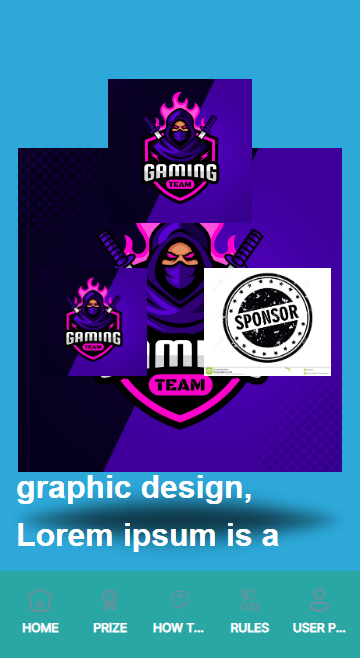 GAMING
TEAM
GAMING
TEAM
SPONSOR
TEAM
graphic design,
Lorem ipsum is a
HOME
PRIZE
HOW T...
RULES
USER P...